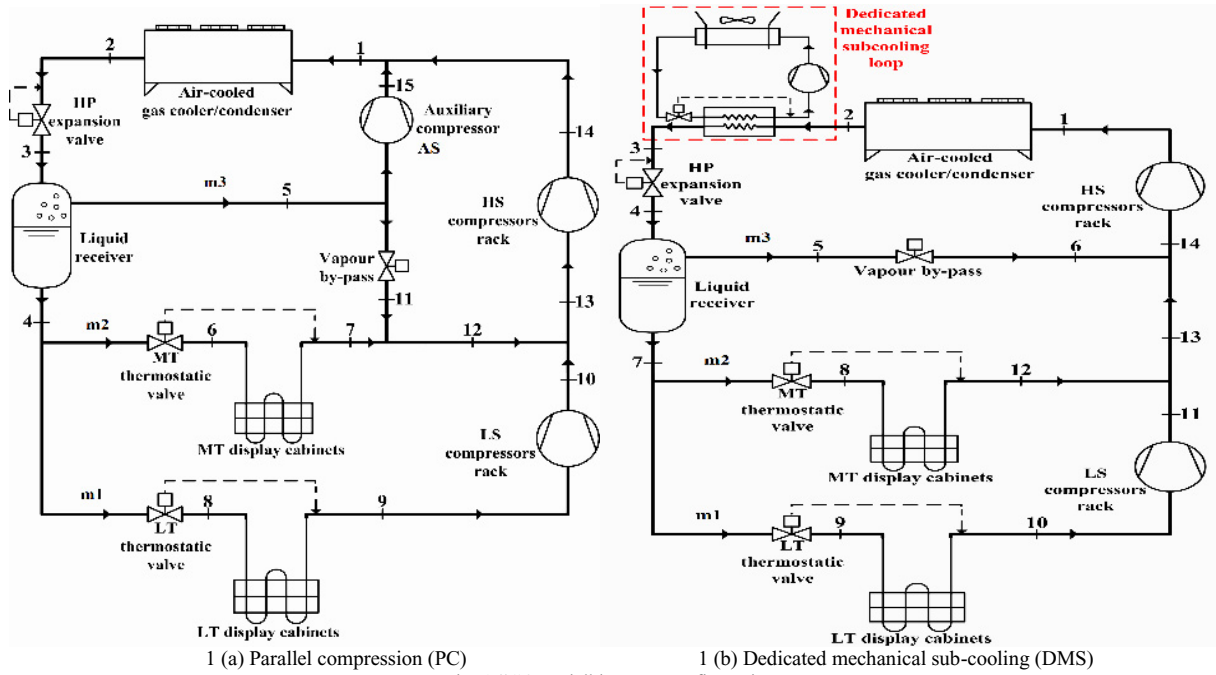 2
1
Air-cooled
gas cooler/condenser
HP
expansion
valve
3
15
Auxiliary
compressor
AS
14
m3
5
HS
compressors
rack
Liquid
receiver
Vapour
by-pass
11
13
4
m2
6
7
12
MT
thermostatic
valve
10
MT display cabinets
LS
compressors
rack
m1
8
9
LT
thermostatic
valve
LT display cabinets
1 (a) Parallel compression (PC)
Dedicated
mechanical
subcooling
loop
2
1
Air-cooled
gas cooler/condenser
3
HP
expansion
valve
4
HS
compressors
rack
m3
5
6
14
Vapour by-pass
Liquid
receiver
7
13
m2
8
12
MT
thermostatic
valve
11
MT display cabinets
LS
compressors
rack
m1
9
10
LT
thermostatic
valve
LT display cabinets
1 (b) Dedicated mechanical sub-cooling (DMS)